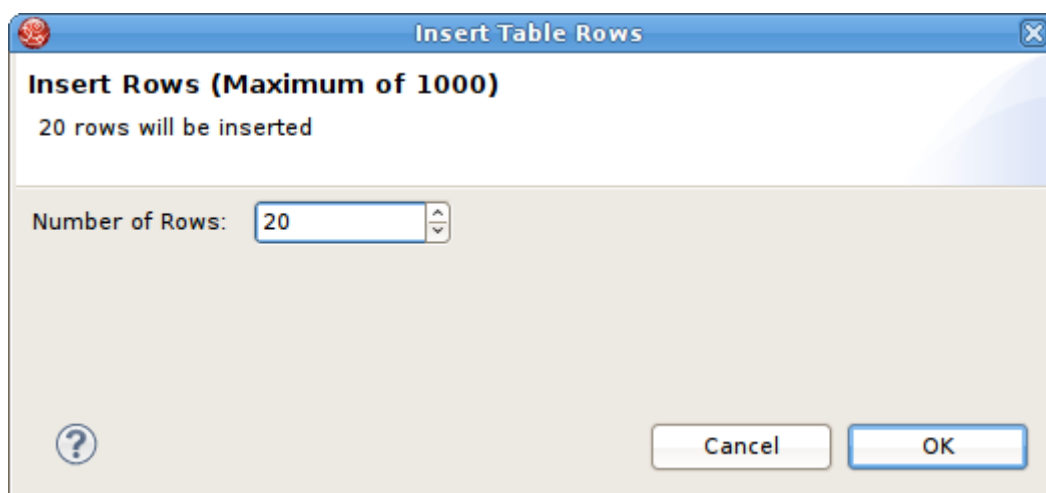 Insert Table Rows
Insert Rows (Maximum of 1000)
20 rows will be inserted
Number of Rows: 20
?
Cancel OK